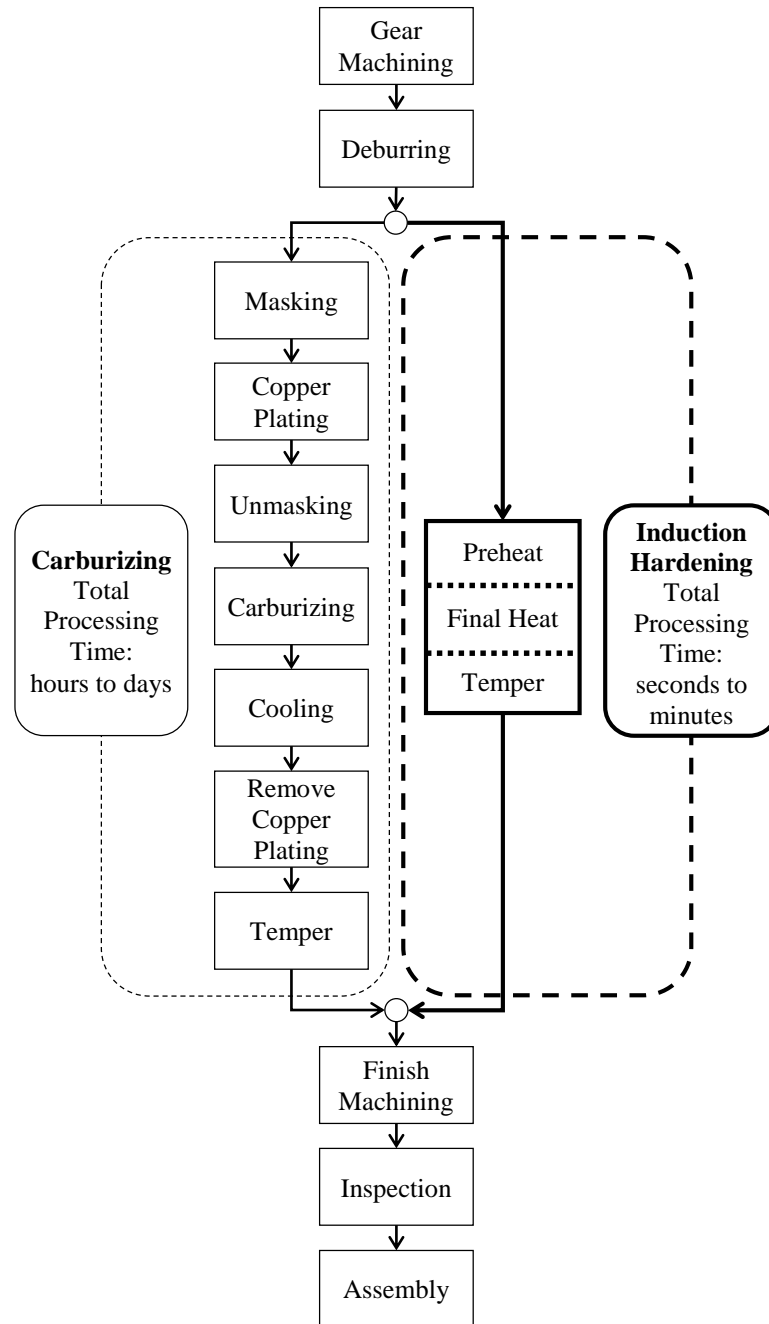 Gear
Machining
Deburring
Masking
Copper
Plating
Unmasking
Carburizing
Cooling
Remove
Copper
Plating
Temper
Carburizing
Total
Processing
Time:
hours to days
Preheat
Final Heat
Temper
Induction
Hardening
Total
Processing
Time:
seconds to
minutes
Finish
Machining
Inspection
Assembly